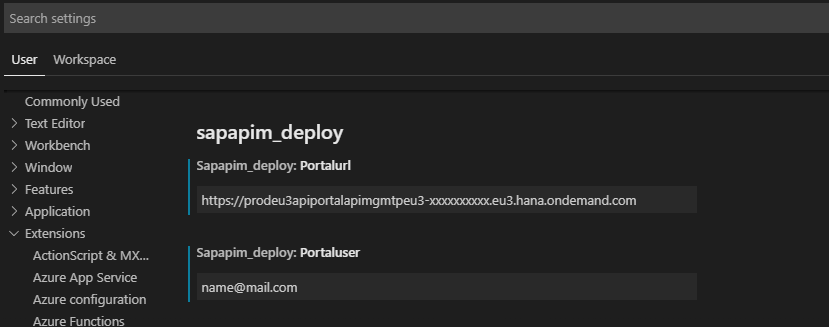 Search settings
User Workspace
Commonly Used
Text Editor
Workbench
Window
Features
Application
Extensions
ActionScript & MX...
Azure App Service
Azure configuration
Azure Functions
sapapim_deploy
Sapapim_deploy: Portalurl
https://prodeu3apiportalapimgmtpeu3-xxxxxxxxxx.eu3.hana.ondemand.com
Sapapim_deploy: Portaluser
name@mail.com